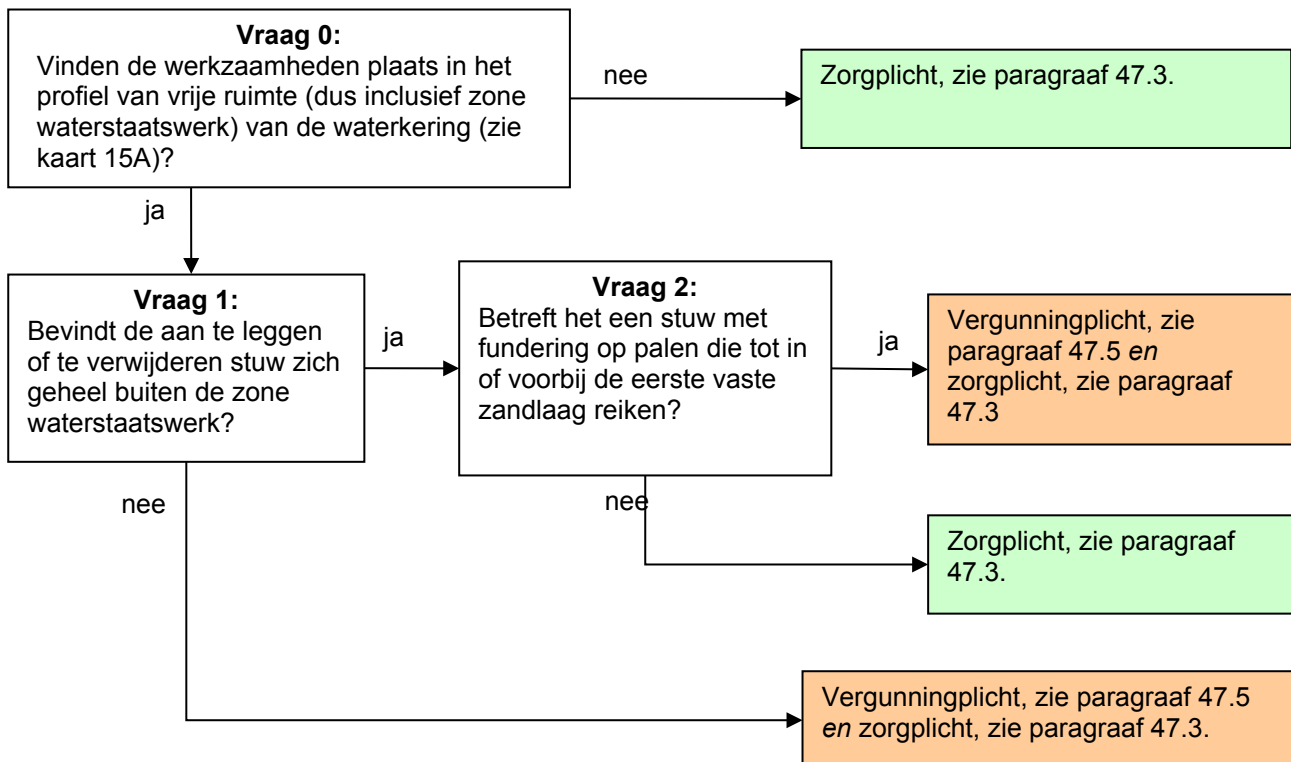 Vraag 0:
Vinden de werkzaamheden plaats in het
profiel van vrije ruimte (dus inclusief zone
waterstaatswerk) van de waterkering (zie
kaart 15A)?
nee
Zorgplicht, zie paragraaf 47.3.
ja
Vraag 1:
Bevindt de aan te leggen
of te verwijderen stuw zich
geheel buiten de zone
waterstaatswerk?
ja
Vraag 2:
Betreft het een stuw met
fundering op palen die tot in
of voorbij de eerste vaste
zandlaag reiken?
ja
Vergunningplicht, zie
paragraaf 47.5 en
zorgplicht, zie paragraaf
47.3
nee
nee
Zorgplicht, zie paragraaf
47.3.
Vergunningplicht, zie paragraaf 47.5
en zorgplicht, zie paragraaf 47.3.